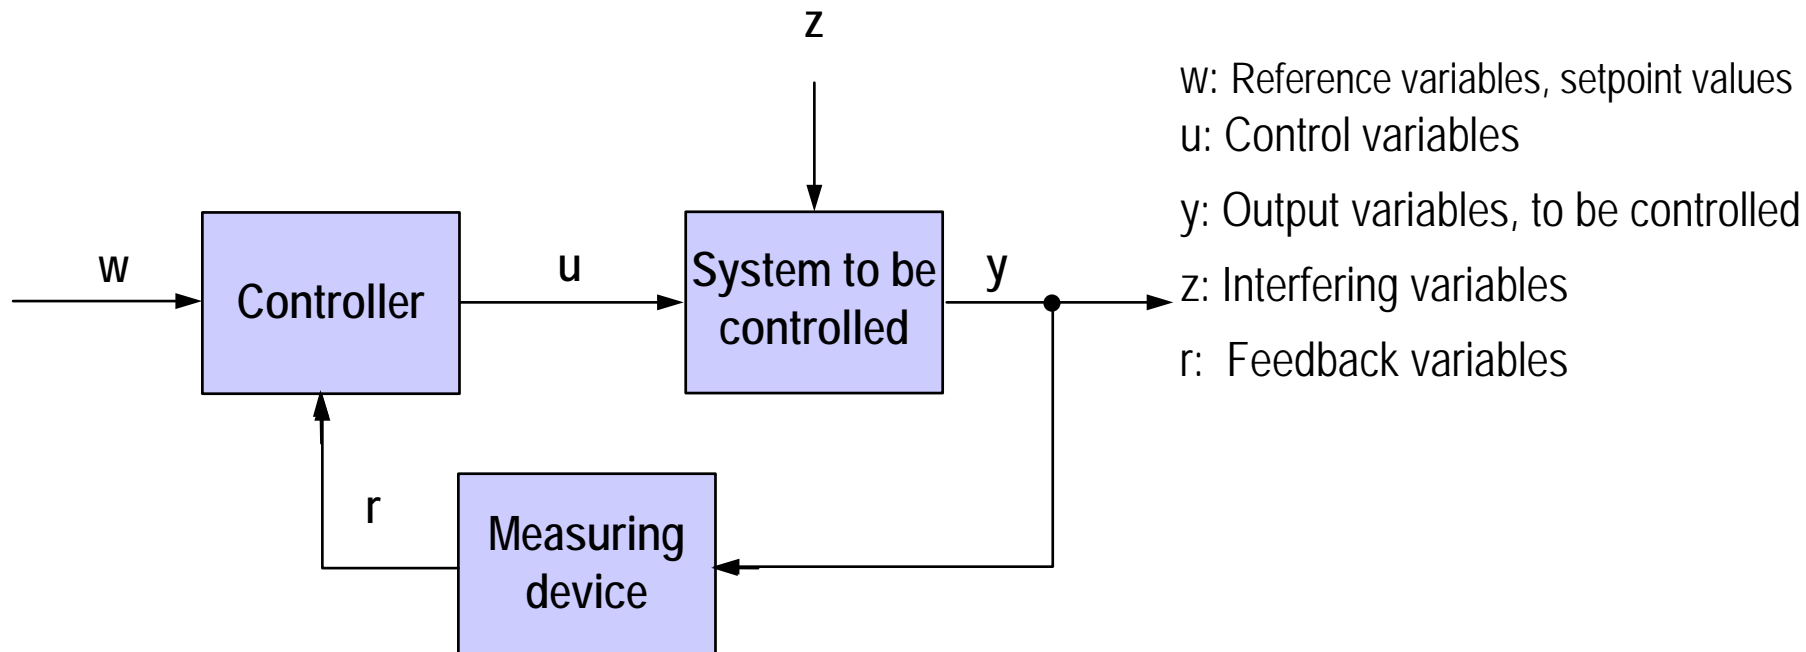 z
w: Reference variables, setpoint values
u: Control variables
y: Output variables, to be controlled
z: Interfering variables
r: Feedback variables
w
Controller
u
System to be
controlled
y
r
Measuring
device